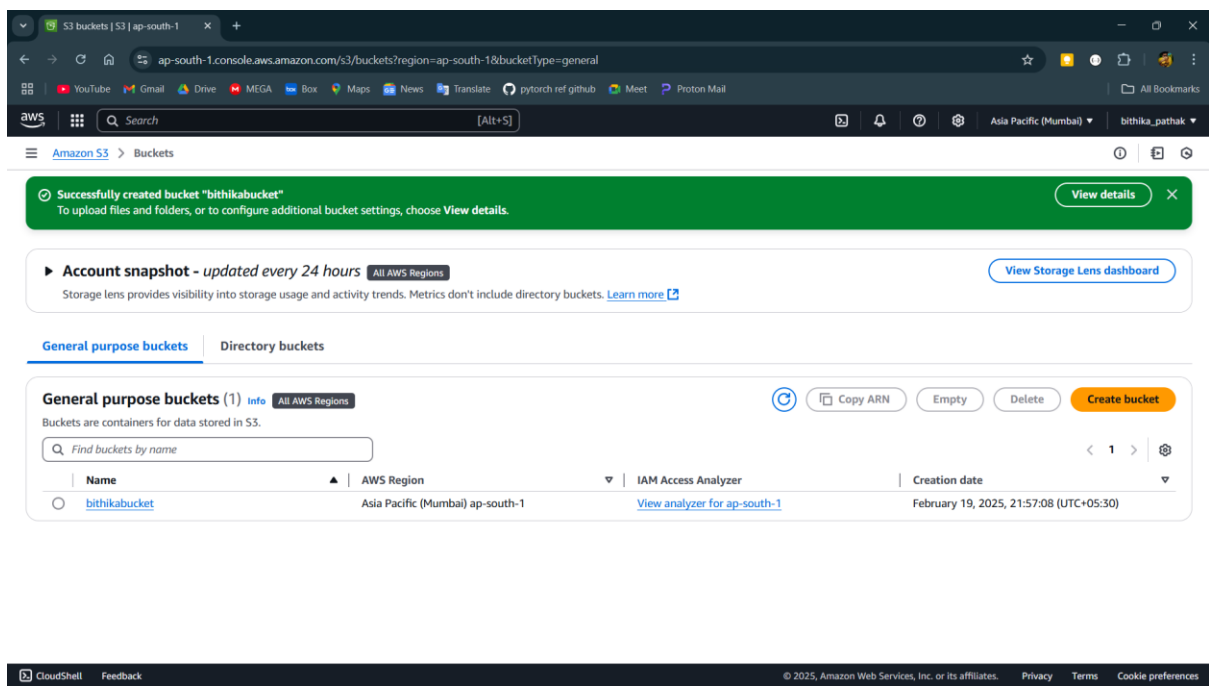 S3 buckets | S3 | ap-south-1
ap-south-1.console.aws.amazon.com/s3/buckets?region=ap-south-1&bucketType=general
YouTube Gmail Drive MEGA Box Maps News Translate pytorch ref github Meet Proton Mail All Bookmarks
aws Search [Alt+S] Asia Pacific (Mumbai) bithika_pathak
Amazon S3 > Buckets
Successfully created bucket "bithikabucket"
To upload files and folders, or to configure additional bucket settings, choose View details.
View details
Account snapshot - updated every 24 hours All AWS Regions
View Storage Lens dashboard
Storage lens provides visibility into storage usage and activity trends. Metrics don't include directory buckets. Learn more
General purpose buckets Directory buckets
General purpose buckets (1) Info All AWS Regions
Copy ARN Empty Delete Create bucket
Buckets are containers for data stored in S3.
Find buckets by name
1
Name AWS Region IAM Access Analyzer Creation date
bithikabucket Asia Pacific (Mumbai) ap-south-1 View analyzer for ap-south-1 February 19, 2025, 21:57:08 (UTC+05:30)
CloudShell Feedback © 2025, Amazon Web Services, Inc. or its affiliates. Privacy Terms Cookie preferences